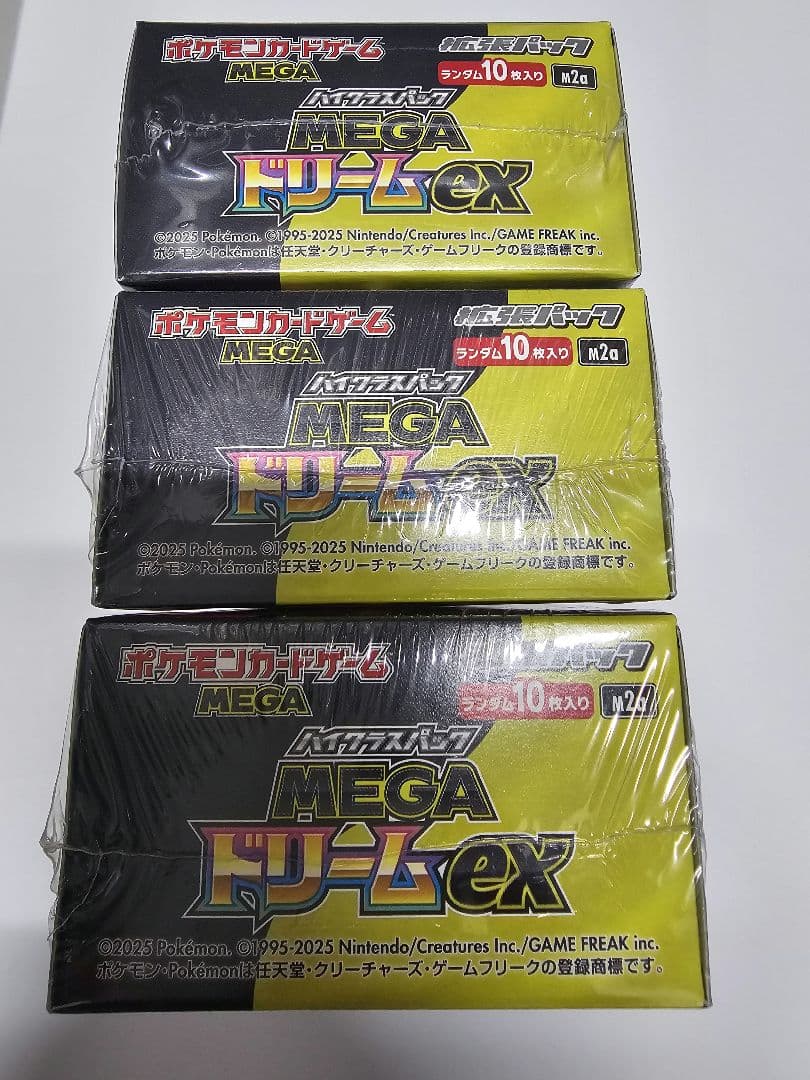 ポケモンカードゲーム 拡張パック
MEGA ランダム10枚入り M2a
ハイクラスパック
MEGA
ドリームex
©2025 Pokémon. ©1995-2025 Nintendo/Creatures Inc./GAME FREAK inc.
ポケモン・Pokémonは任天堂・クリーチャーズ・ゲームフリークの登録商標です。
ポケモンカードゲーム 拡張パック
MEGA ランダム10枚入り M2a
ハイクラスパック
MEGA
ドリームex
©2025 Pokémon. ©1995-2025 Nintendo/Creatures Inc./GAME FREAK inc.
ポケモン・Pokémonは任天堂・クリーチャーズ・ゲームフリークの登録商標です。
ポケモンカードゲーム 拡張パック
MEGA ランダム10枚入り M2a
ハイクラスパック
MEGA
ドリームex
©2025 Pokémon. ©1995-2025 Nintendo/Creatures Inc./GAME FREAK inc.
ポケモン・Pokémonは任天堂・クリーチャーズ・ゲームフリークの登録商標です。